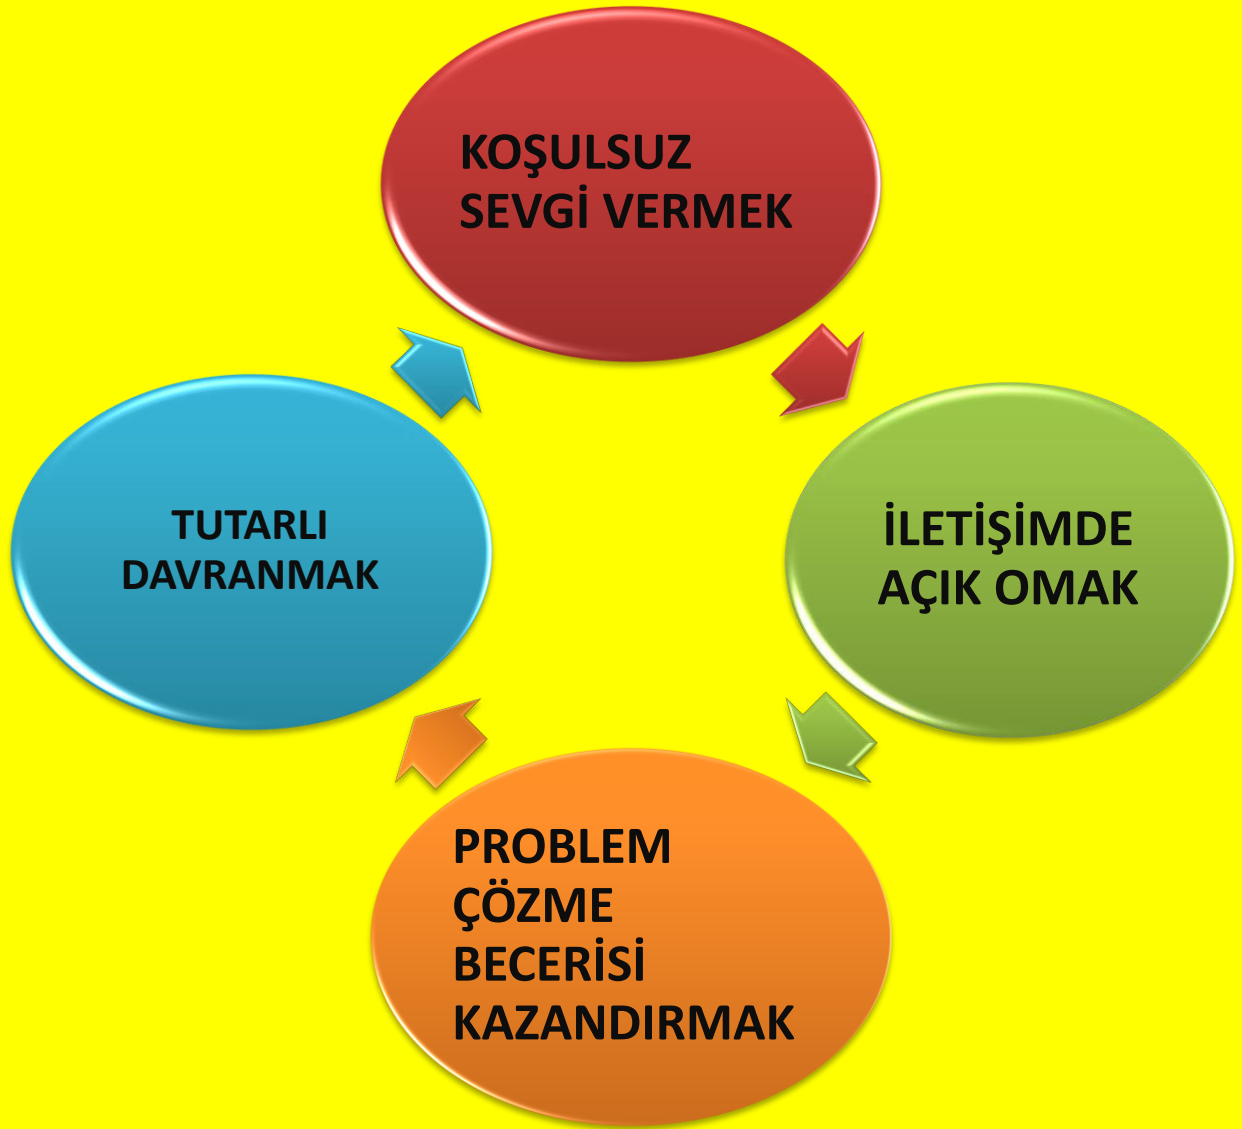 KOŞULSUZ
SEVGİ VERMEK
İLETİŞİMDE
AÇIK OMAK
PROBLEM
ÇÖZME
BECERİSİ
KAZANDIRMAK
TUTARLI
DAVRANMAK